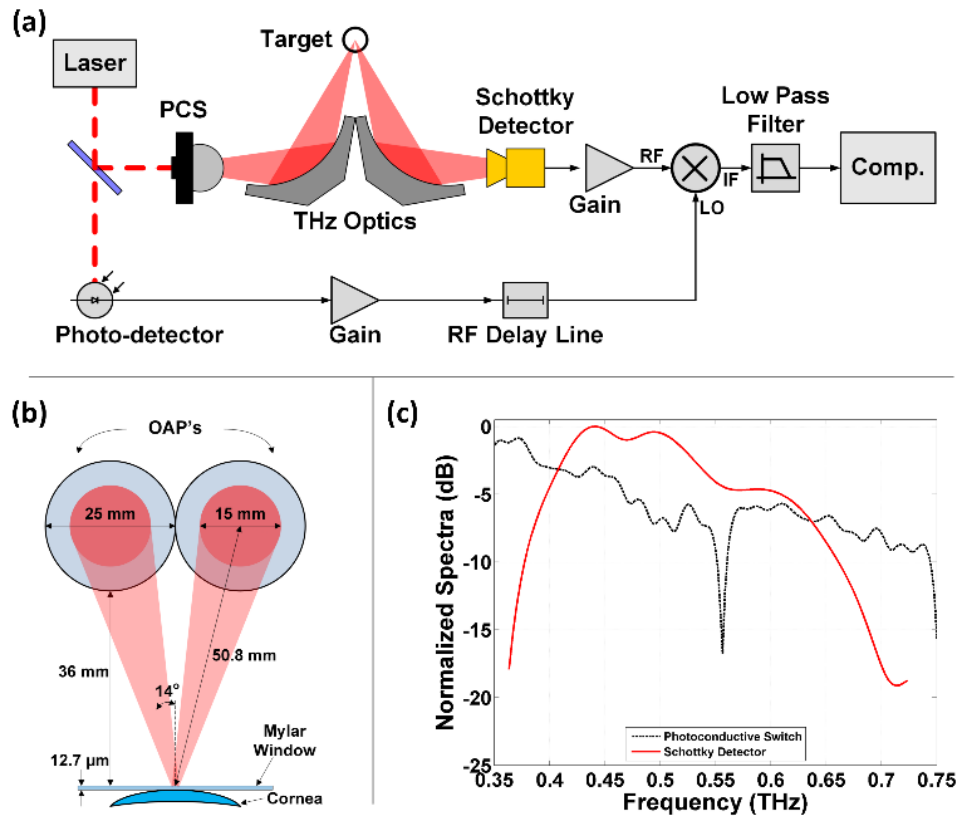 (a)
Target
Laser
PCS
Schottky
Detector
Low Pass
Filter
RF
IF
LO
Comp.
Gain
THz Optics
Photo-detector
Gain
RF Delay Line
(b)
OAP's
25 mm
15 mm
36 mm
50.8 mm
14°
Mylar
Window
12.7 µm
Cornea
(c)
Normalized Spectra (dB)
0
-5
-10
-15
-20
-25
Photoconductive Switch
Schottky Detector
0.35
0.4
0.45
0.5
0.55
0.6
0.65
0.7
0.75
Frequency (THz)